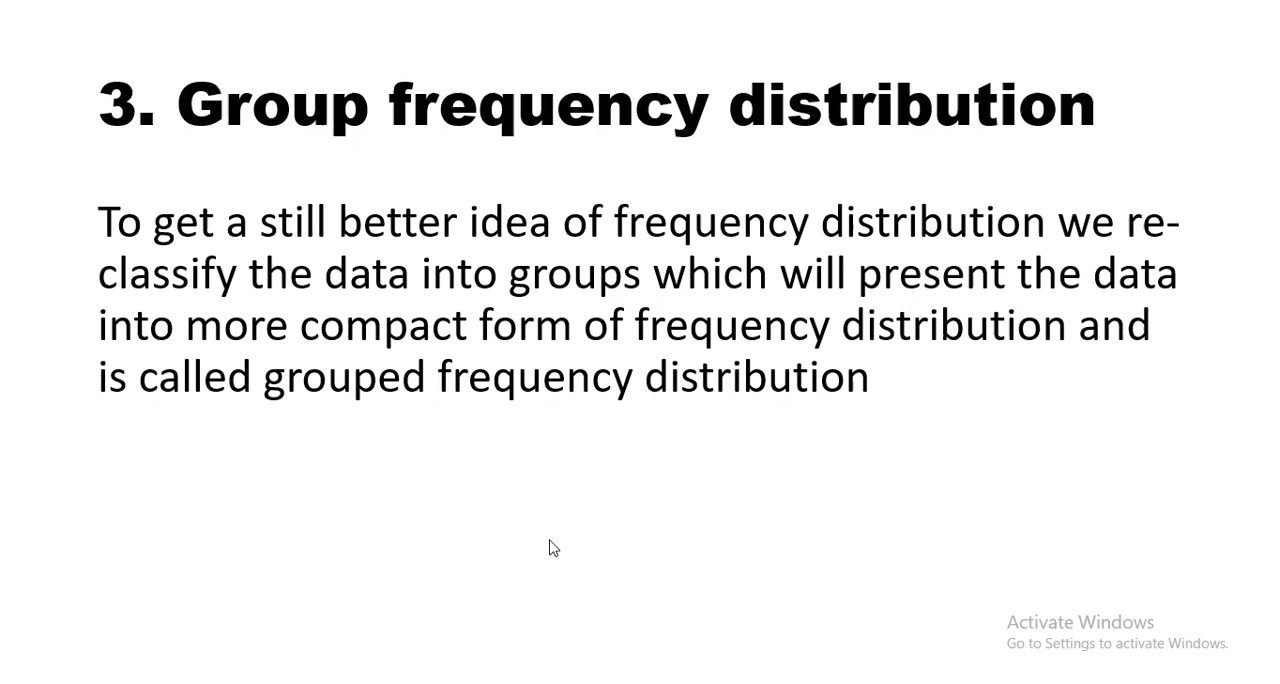 3. Group frequency distribution
To get a still better idea of frequency distribution we re-
classify the data into groups which will present the data
into more compact form of frequency distribution and
is called grouped frequency distribution
Activate Windows
Go to Settings to activate Windows.